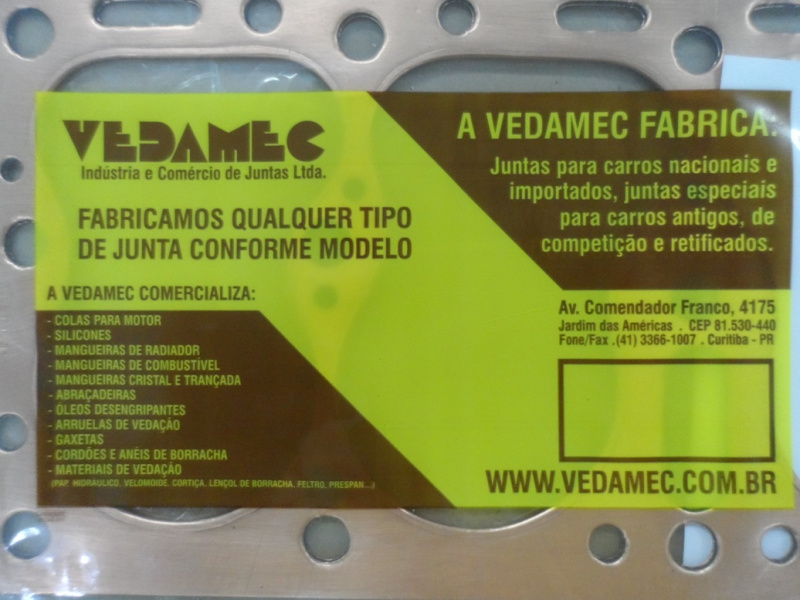 VEDAMEC
Indústria e Comércio de Juntas Ltda.
FABRICAMOS QUALQUER TIPO
DE JUNTA CONFORME MODELO
A VEDAMEC COMERCIALIZA:
- COLAS PARA MOTOR
- SILICONES
- MANGUEIRAS DE RADIADOR
- MANGUEIRAS DE COMBUSTÍVEL
- MANGUEIRAS CRISTAL E TRANÇADA
- ABRAÇADEIRAS
- ÓLEOS DESENGRIPANTES
- ARRUELAS DE VEDAÇÃO
- GAXETAS
- CORDÕES E ANÉIS DE BORRACHA
- MATERIAIS DE VEDAÇÃO
(PAP. HIDRÁULICO, VELOMOIDE, CORTIÇA, LENÇOL DE BORRACHA, FELTRO, PRESPAN...)
A VEDAMEC FABRICA:
Juntas para carros nacionais e
importados, juntas especiais
para carros antigos, de
competição e retificados.
Av. Comendador Franco, 4175
Jardim das Américas . CEP 81.530-440
Fone/Fax .(41) 3366-1007 . Curitiba - PR
WWW.VEDAMEC.COM.BR